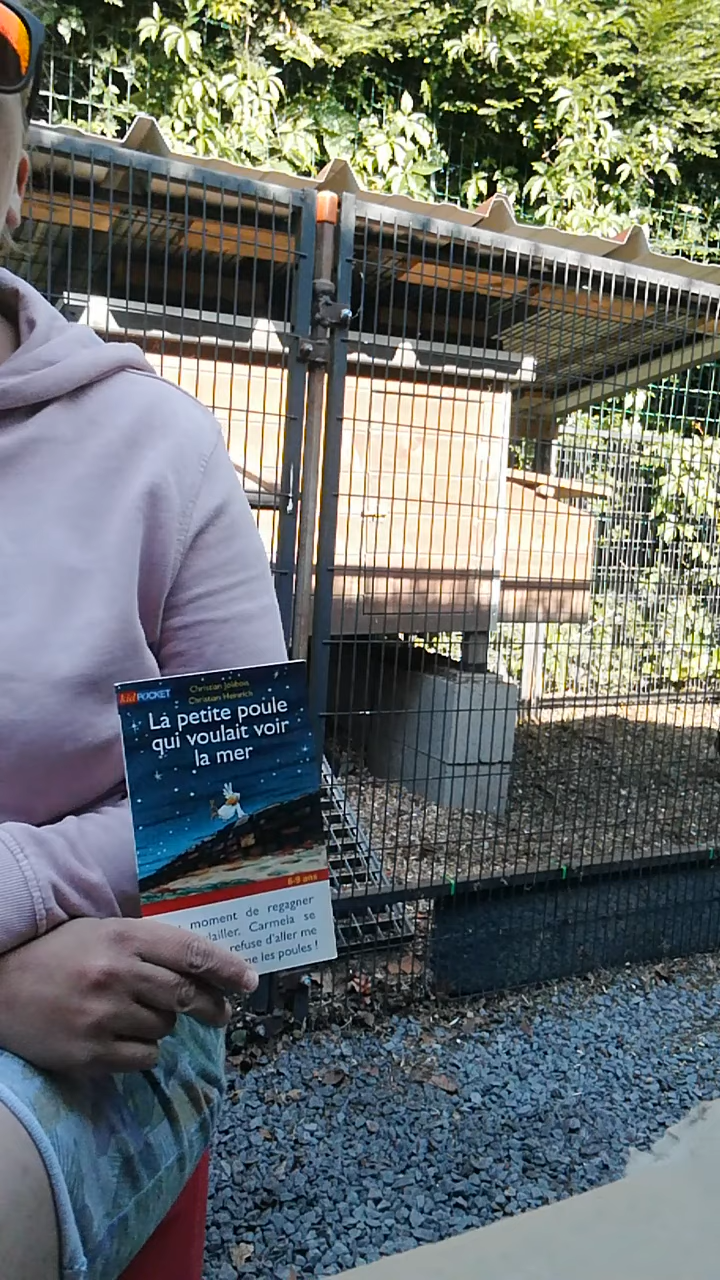 kid POCKET
Christian Jolibois
Christian Heinrich
La petite poule
qui voulait voir
la mer
6-9 ans
moment de regagner
lailler, Carmela se
refuse d'aller me
me les poules !